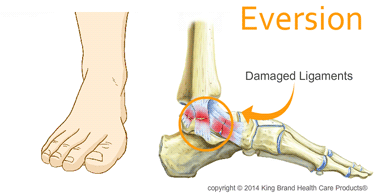 Eversion
Damaged Ligaments
copyright © 2014 King Brand Health Care Products®